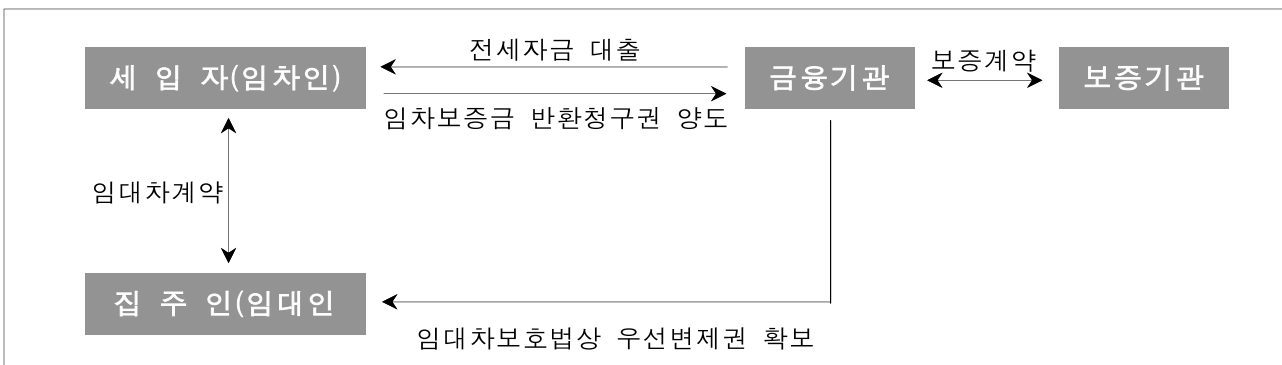 전세자금 대출
세 입 자(임차인)
금융기관
보증계약
보증기관
임차보증금 반환청구권 양도
임대차계약
집 주 인(임대인
임대차보호법상 우선변제권 확보